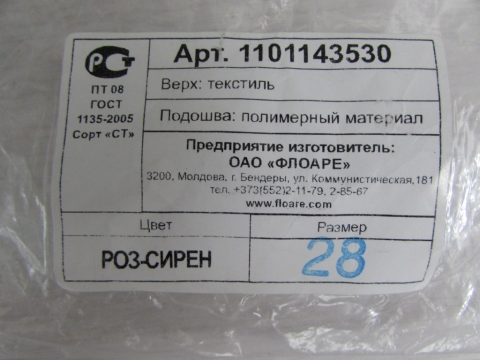 РСТ
ПТ 08
ГОСТ
1135-2005
Сорт «СТ»
Арт. 1101143530
Верх: текстиль
Подошва: полимерный материал
Предприятие изготовитель:
ОАО «ФЛОАРЕ»
3200, Молдова, г. Бендеры, ул. Коммунистическая,181
тел. +373(552)2-11-79, 2-85-67
www.floare.com
Цвет
Размер
РОЗ-СИРЕН
28